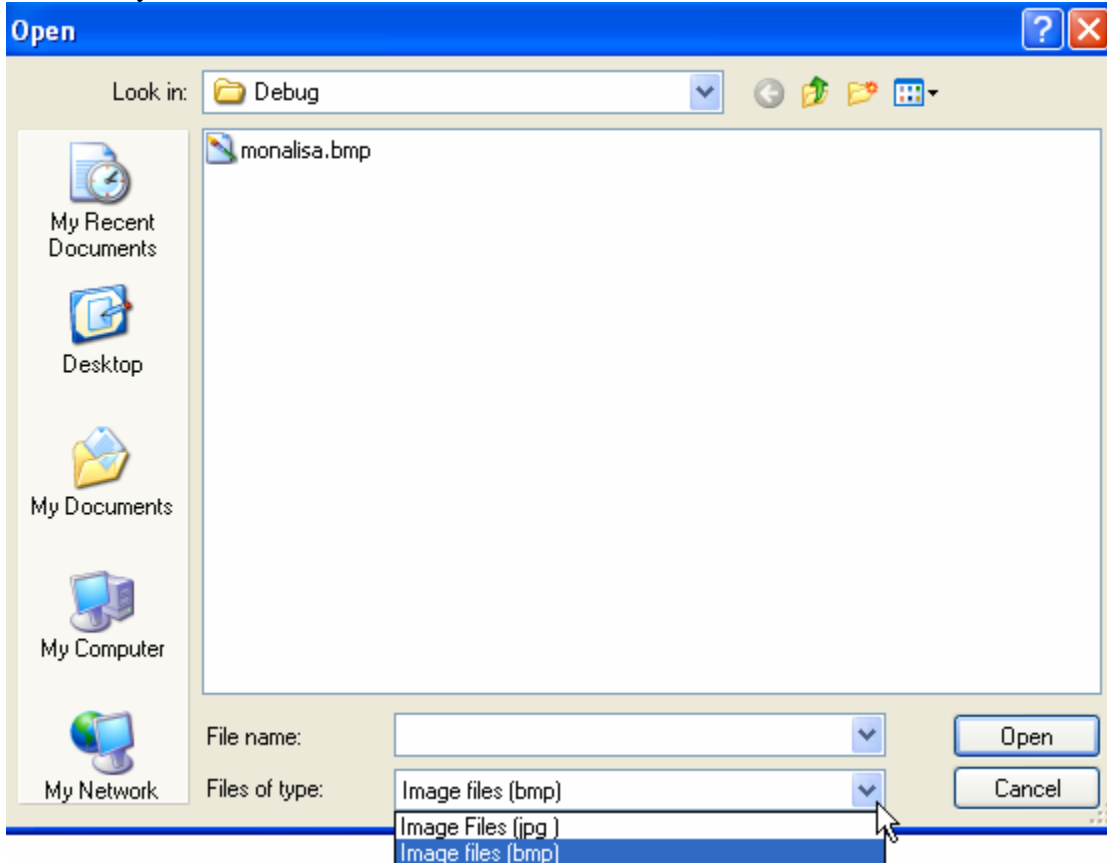 Open
Look in:
Debug
monalisa.bmp
My Recent
Documents
Desktop
My Documents
My Computer
My Network
File name:
Open
Files of type:
Image files (bmp)
Cancel
Image Files (jpg )
Image files (bmp)